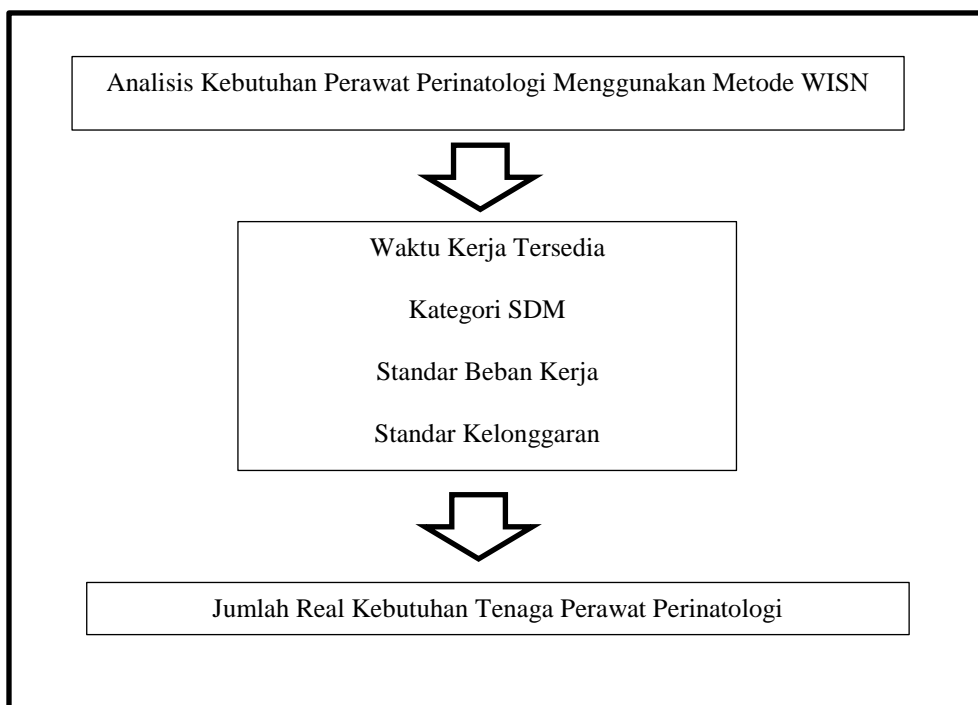 Analisis Kebutuhan Perawat Perinatologi Menggunakan Metode WISN
Waktu Kerja Tersedia
Kategori SDM
Standar Beban Kerja
Standar Kelonggaran
Jumlah Real Kebutuhan Tenaga Perawat Perinatologi